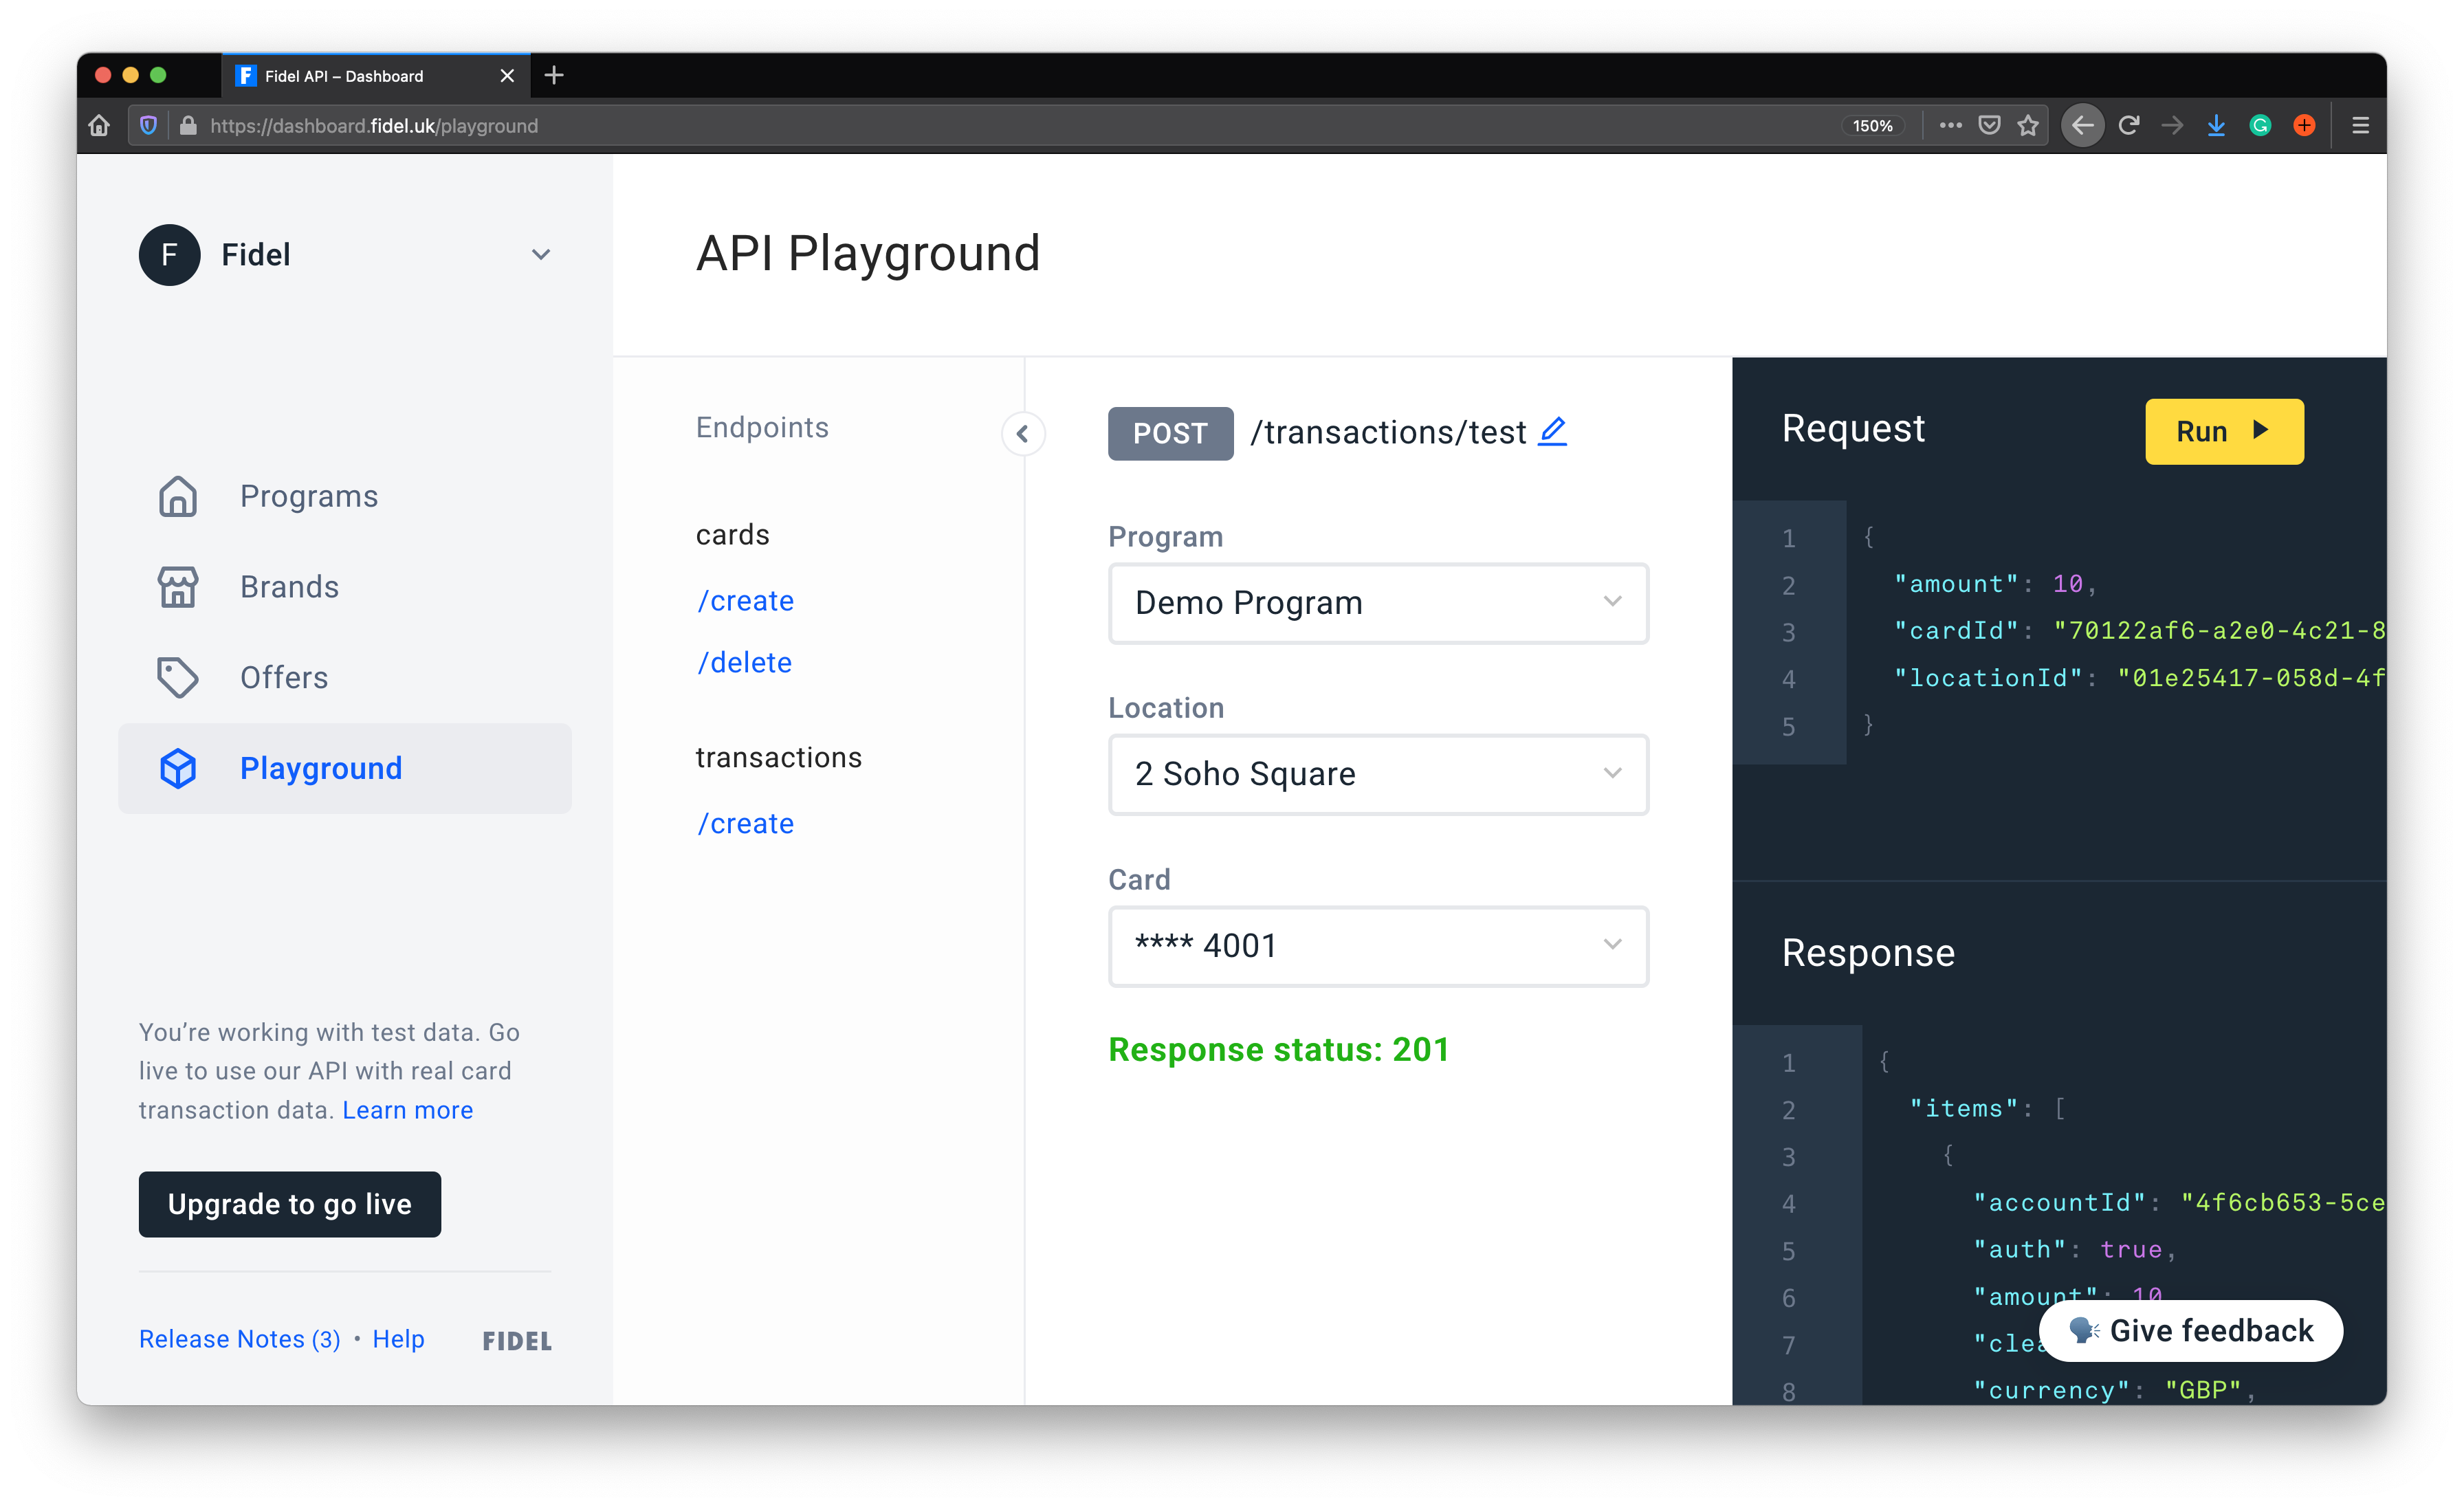 Fidel API – Dashboard
https://dashboard.fidel.uk/playground
150%
F Fidel
Programs
Brands
Offers
Playground
You’re working with test data. Go
live to use our API with real card
transaction data. Learn more
Upgrade to go live
Release Notes (3) • Help
FIDEL
API Playground
Endpoints
cards
/create
/delete
transactions
/create
POST /transactions/test
Program
Demo Program
Location
2 Soho Square
Card
**** 4001
Response status: 201
Request
Run
1 {
2 "amount": 10,
3 "cardId": "70122af6-a2e0-4c21-8
4 "locationId": "01e25417-058d-4f
5 }
Response
1 {
2 "items": [
3 {
4 "accountId": "4f6cb653-5ce
5 "auth": true,
6 "amount": 10
7 "clea
8 "currency": "GBP",
Give feedback